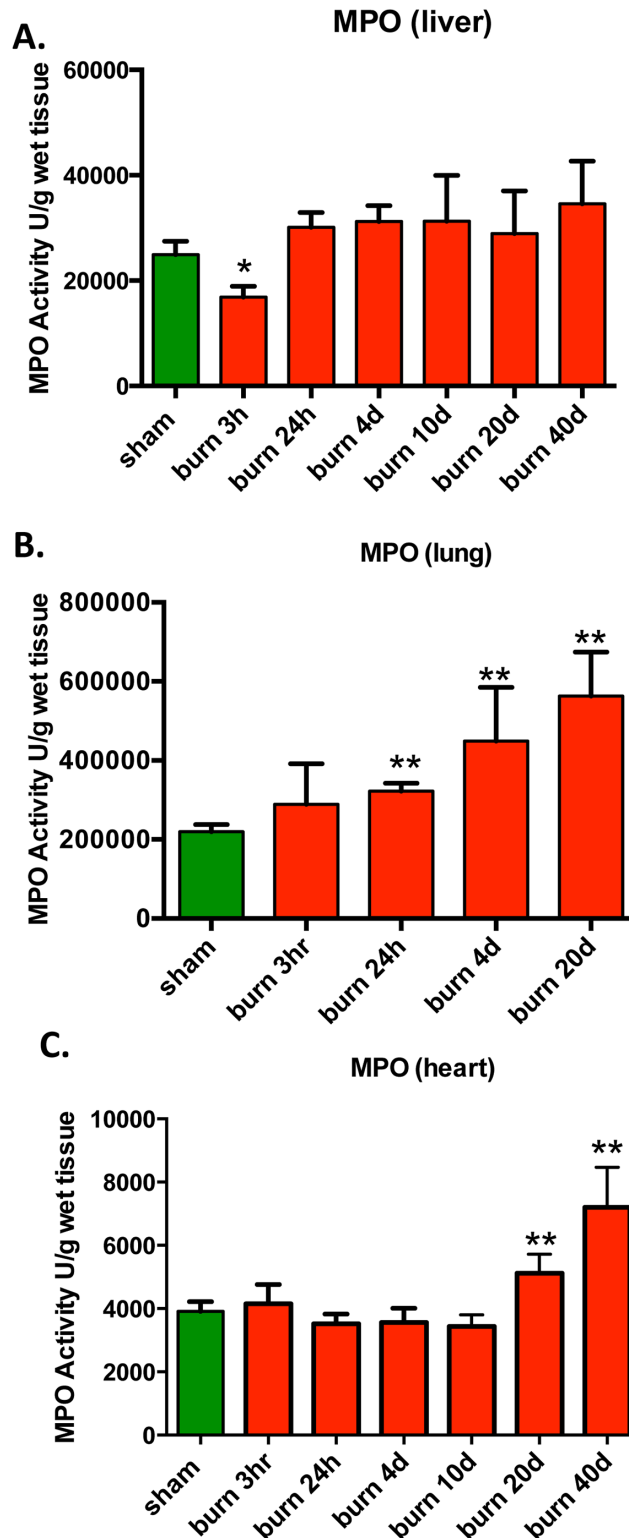 A.
MPO (liver)
MPO Activity U/g wet tissue
60000
40000
20000
0
*
sham
burn 3h
burn 24h
burn 4d
burn 10d
burn 20d
burn 40d
B.
MPO (lung)
MPO Activity U/g wet tissue
800000
600000
400000
200000
0
**
**
**
sham
burn 3hr
burn 24h
burn 4d
burn 20d
C.
MPO (heart)
MPO Activity U/g wet tissue
10000
8000
6000
4000
2000
0
**
**
sham
burn 3hr
burn 24h
burn 4d
burn 10d
burn 20d
burn 40d